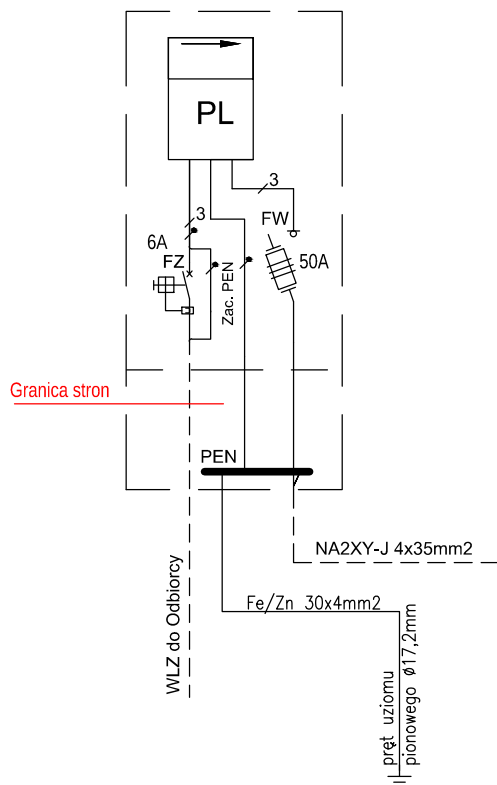 PL
3
3
FW
6A
FZ
50A
Zac. PEN
Granica stron
PEN
NA2XY-J 4x35mm2
WLZ do Odbiorcy
Fe/Zn 30x4mm2
pręt uziomu
pionowego ø17,2mm